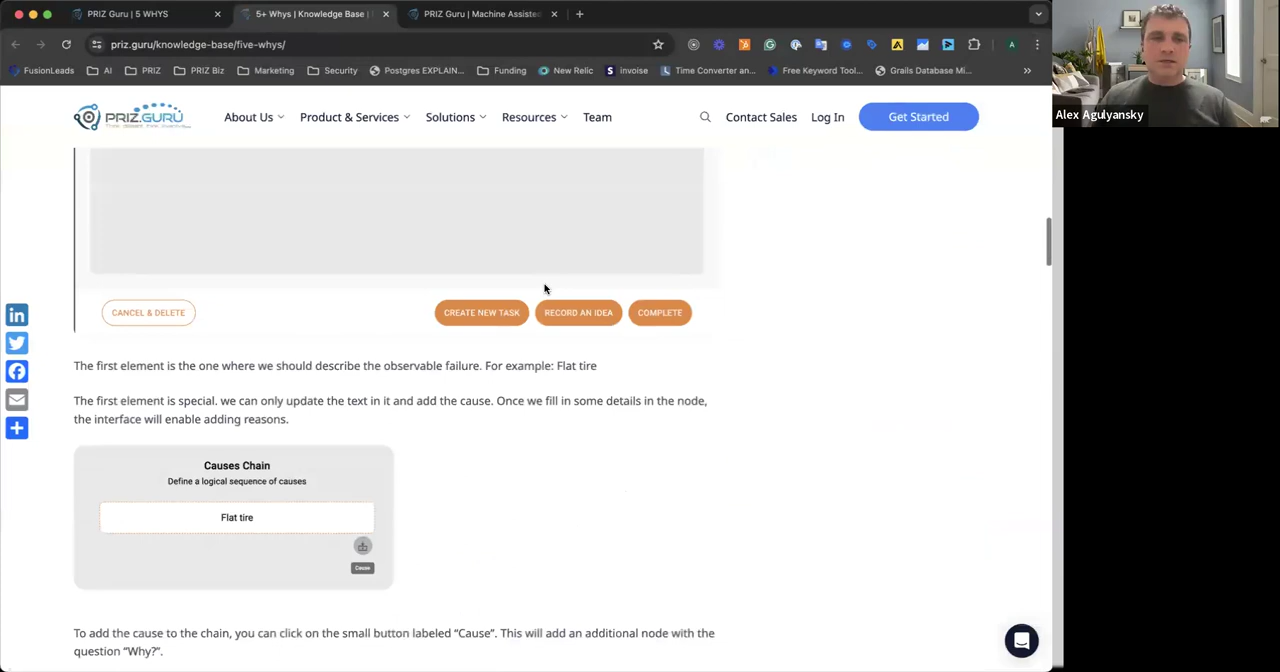 PRIZ Guru | 5 WHYS
5+ Whys | Knowledge Base |
PRIZ Guru | Machine Assisted
priz.guru/knowledge-base/five-whys/
A
FusionLeads
AI
PRIZ
PRIZ Biz
Marketing
Security
Postgres EXPLAIN...
Funding
New Relic
invoise
Time Converter an...
Free Keyword Tool...
Grails Database Mi...
Alex Agulyansky
PRIZ.GURU
About Us
Product & Services
Solutions
Resources
Team
Contact Sales
Log In
Get Started
CANCEL & DELETE
CREATE NEW TASK
RECORD AN IDEA
COMPLETE
The first element is the one where we should describe the observable failure. For example: Flat tire
The first element is special. we can only update the text in it and add the cause. Once we fill in some details in the node,
the interface will enable adding reasons.
Causes Chain
Define a logical sequence of causes
Flat tire
Cause
To add the cause to the chain, you can click on the small button labeled “Cause”. This will add an additional node with the
question “Why?”.